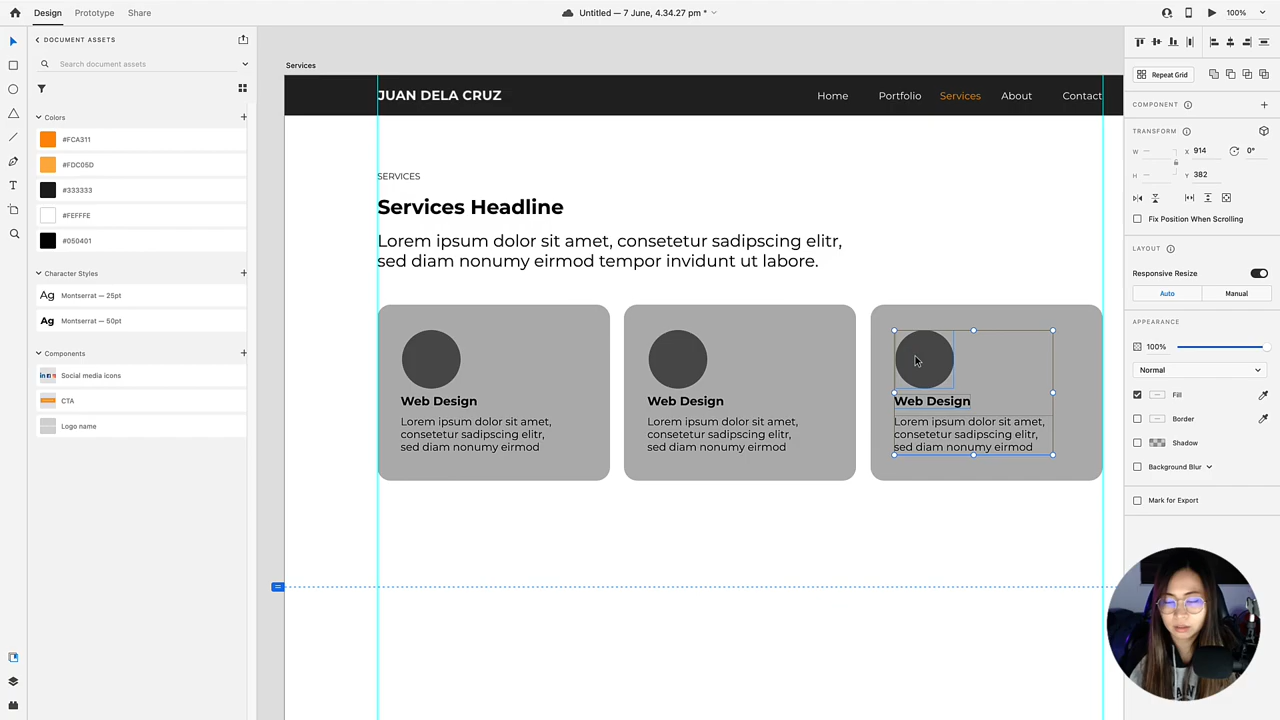 Design Prototype Share
Untitled — 7 June, 4.34.27 pm *
100%
DOCUMENT ASSETS
Search document assets
Colors
#FCA311
#FDC05D
#333333
#FEFFFE
#050401
Character Styles
Ag Montserrat — 25pt
Ag Montserrat — 50pt
Components
Social media icons
CTA
Logo name
Services
JUAN DELA CRUZ
Home Portfolio Services About Contact
SERVICES
Services Headline
Lorem ipsum dolor sit amet, consetetur sadipscing elitr,
sed diam nonumy eirmod tempor invidunt ut labore.
Web Design
Lorem ipsum dolor sit amet,
consetetur sadipscing elitr,
sed diam nonumy eirmod
Web Design
Lorem ipsum dolor sit amet,
consetetur sadipscing elitr,
sed diam nonumy eirmod
Web Design
Lorem ipsum dolor sit amet,
consetetur sadipscing elitr,
sed diam nonumy eirmod
Repeat Grid
COMPONENT
TRANSFORM
W — X 914 0°
H — Y 382
Fix Position When Scrolling
LAYOUT
Responsive Resize
Auto Manual
APPEARANCE
100%
Normal
Fill
Border
Shadow
Background Blur
Mark for Export